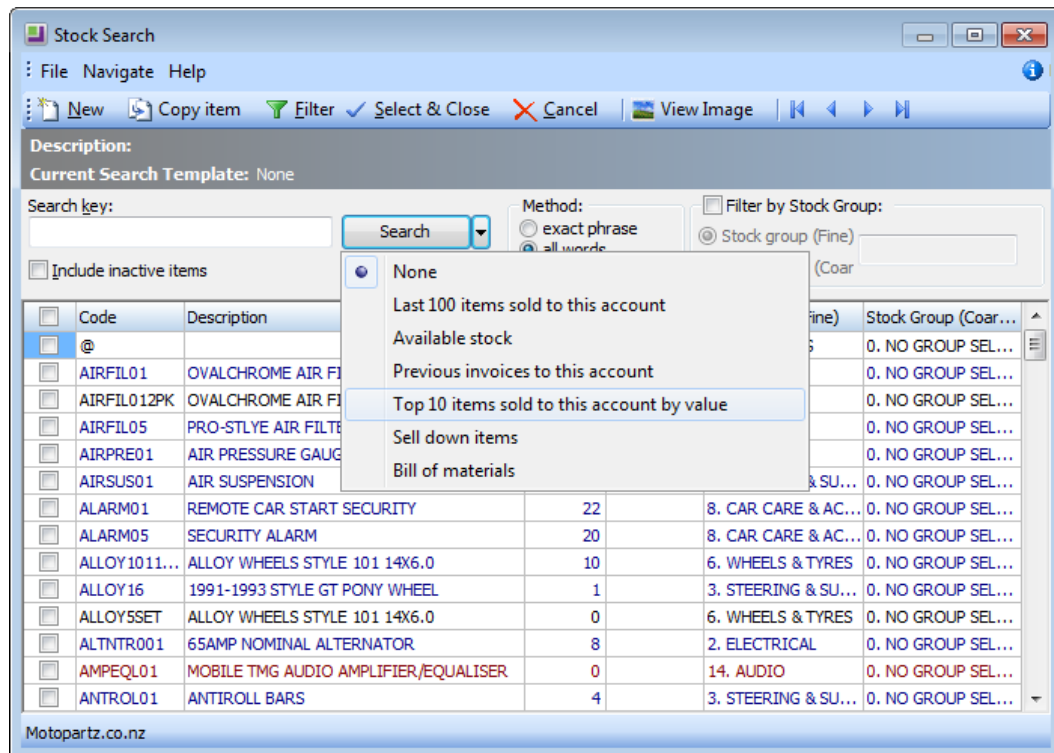 Stock Search
File Navigate Help
New Copy item Filter Select & Close Cancel View Image
Description:
Current Search Template: None
Search key: Method: Filter by Stock Group:
Search exact phrase Stock group (Fine)
all words
Include inactive items (Coar
None
Last 100 items sold to this account
Available stock
Previous invoices to this account
Top 10 items sold to this account by value
Sell down items
Bill of materials
Code Description Fine) Stock Group (Coar...
@ 0. NO GROUP SEL...
AIRFIL01 OVALCHROME AIR FI 0. NO GROUP SEL...
AIRFIL012PK OVALCHROME AIR FI 0. NO GROUP SEL...
AIRFIL05 PRO-STLYE AIR FILTE 0. NO GROUP SEL...
AIRPRE01 AIR PRESSURE GAUG 0. NO GROUP SEL...
AIRSUS01 AIR SUSPENSION & SU... 0. NO GROUP SEL...
ALARM01 REMOTE CAR START SECURITY 22 8. CAR CARE & AC... 0. NO GROUP SEL...
ALARM05 SECURITY ALARM 20 8. CAR CARE & AC... 0. NO GROUP SEL...
ALLOY1011... ALLOY WHEELS STYLE 101 14X6.0 10 6. WHEELS & TYRES 0. NO GROUP SEL...
ALLOY16 1991-1993 STYLE GT PONY WHEEL 1 3. STEERING & SU... 0. NO GROUP SEL...
ALLOY5SET ALLOY WHEELS STYLE 101 14X6.0 0 6. WHEELS & TYRES 0. NO GROUP SEL...
ALTNTR001 65AMP NOMINAL ALTERNATOR 8 2. ELECTRICAL 0. NO GROUP SEL...
AMPEQL01 MOBILE TMG AUDIO AMPLIFIER/EQUALISER 0 14. AUDIO 0. NO GROUP SEL...
ANTROL01 ANTIROLL BARS 4 3. STEERING & SU... 0. NO GROUP SEL...
Motopartz.co.nz